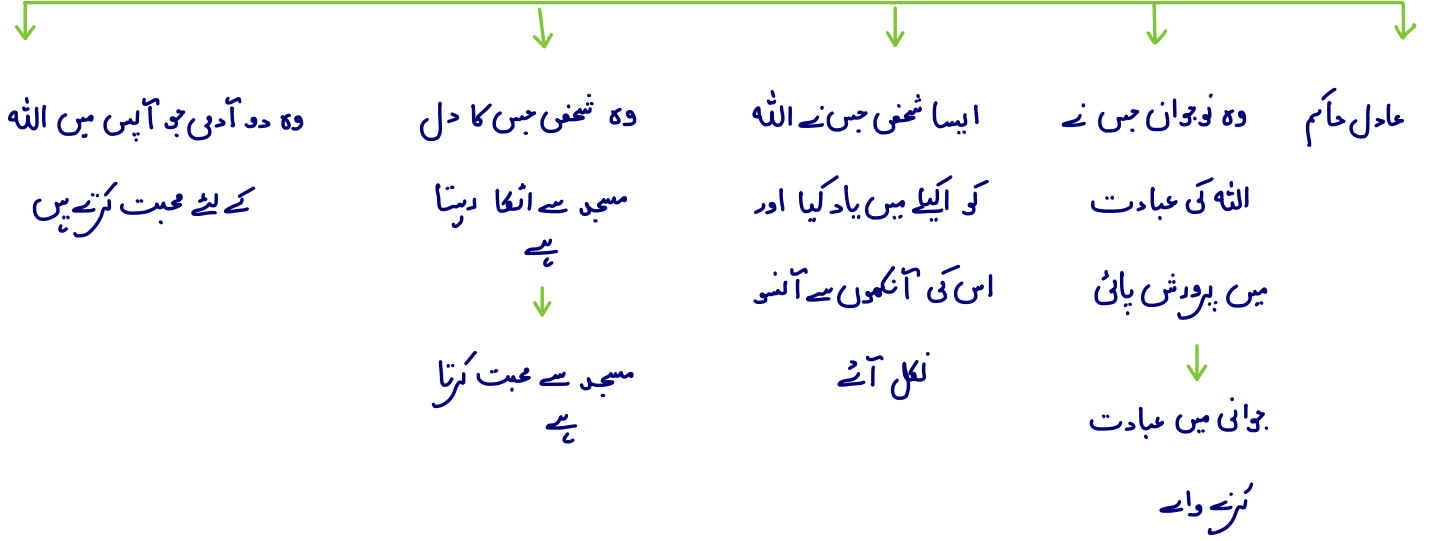 عادل حاکم
وہ نوجوان جس نے
اللہ کی عبادت
میں پرورش پائی
جوانی میں عبادت
کرنے والے
ایسا شخص جس نے اللہ
کو اکیلے میں یاد کیا اور
اس کی آنکھوں سے آنسو
نکل آئے
وہ شخص جس کا دل
مسجد سے اٹکا رہتا
ہے
مسجد سے محبت کرتا
ہے
وہ دو آدمی جو آپس میں اللہ
کے لئے محبت کرتے ہیں